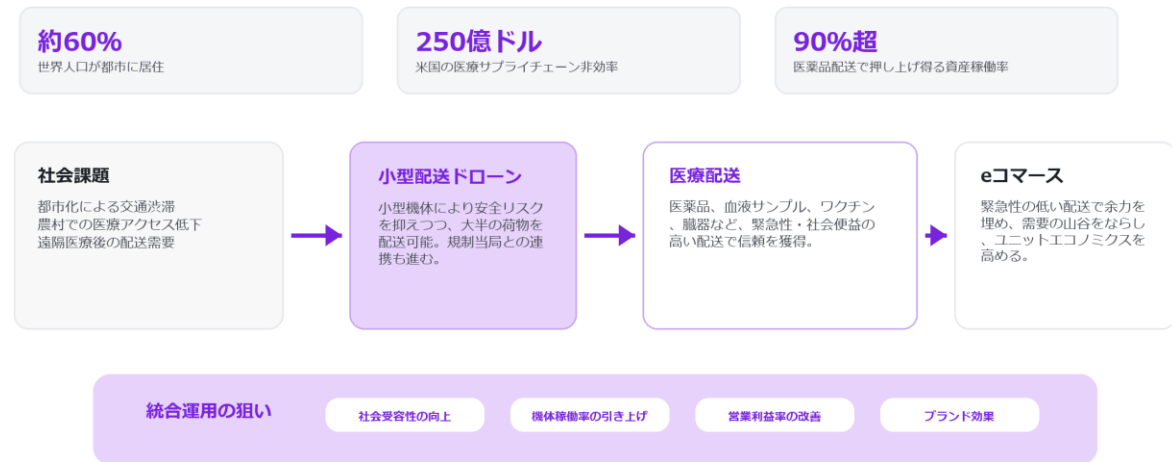 約60%
世界人口が都市に居住
250億ドル
米国の医療サプライチェーン非効率
90%超
医薬品配送で押し上げ得る資産稼働率
社会課題
都市化による交通渋滞
農村での医療アクセス低下
遠隔医療後の配送需要
小型配送ドローン
小型機体により安全リスク
を抑えつつ、大半の荷物を
配送可能。規制当局との連
携も進む。
医療配送
医薬品、血液サンプル、ワクチン
、臓器など、緊急性・社会便益の
高い配送で信頼を獲得。
eコマース
緊急性の低い配送で余力を
埋め、需要の山谷をならし
、ユニットエコノミクスを
高める。
統合運用の狙い
社会受容性の向上
機体稼働率の引き上げ
営業利益率の改善
ブランド効果